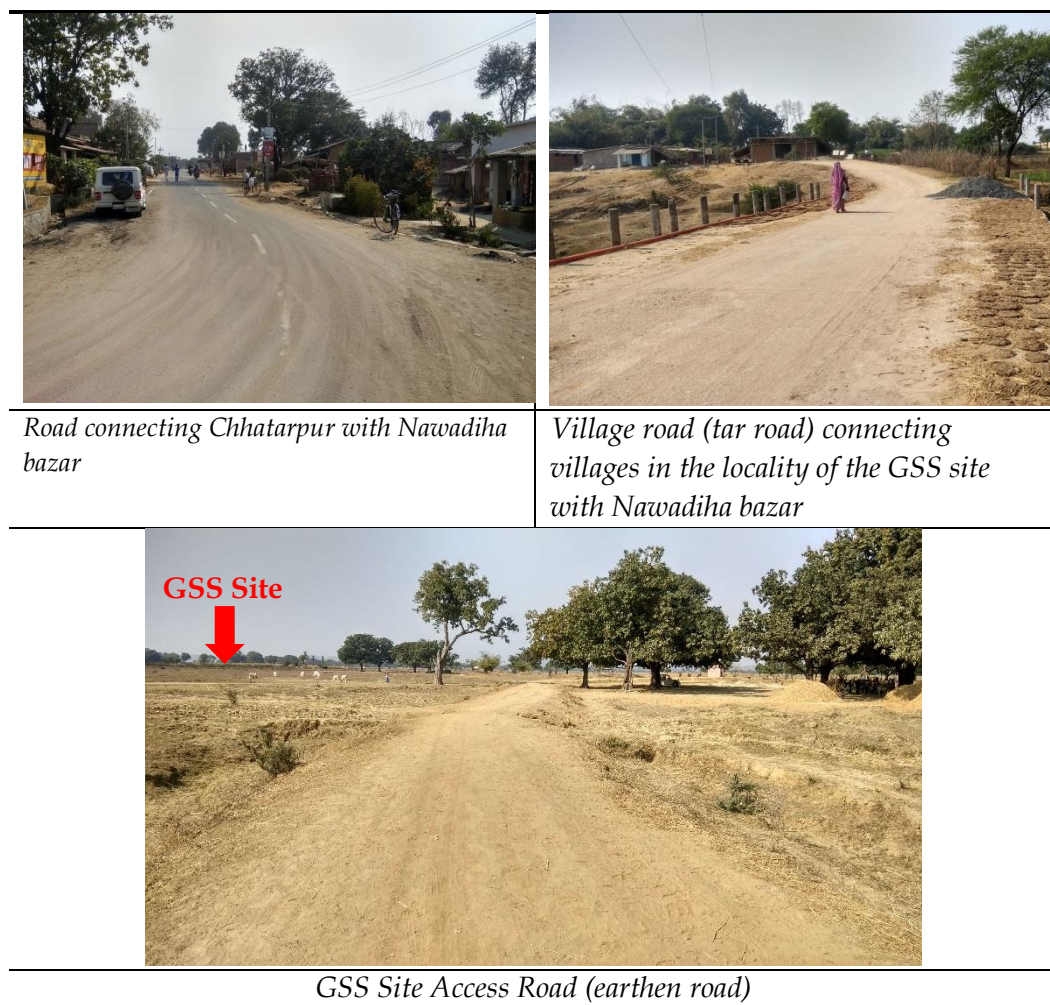 Road connecting Chhatarpur with Nawadiha
bazar
Village road (tar road) connecting
villages in the locality of the GSS site
with Nawadiha bazar
GSS Site
GSS Site Access Road (earthen road)